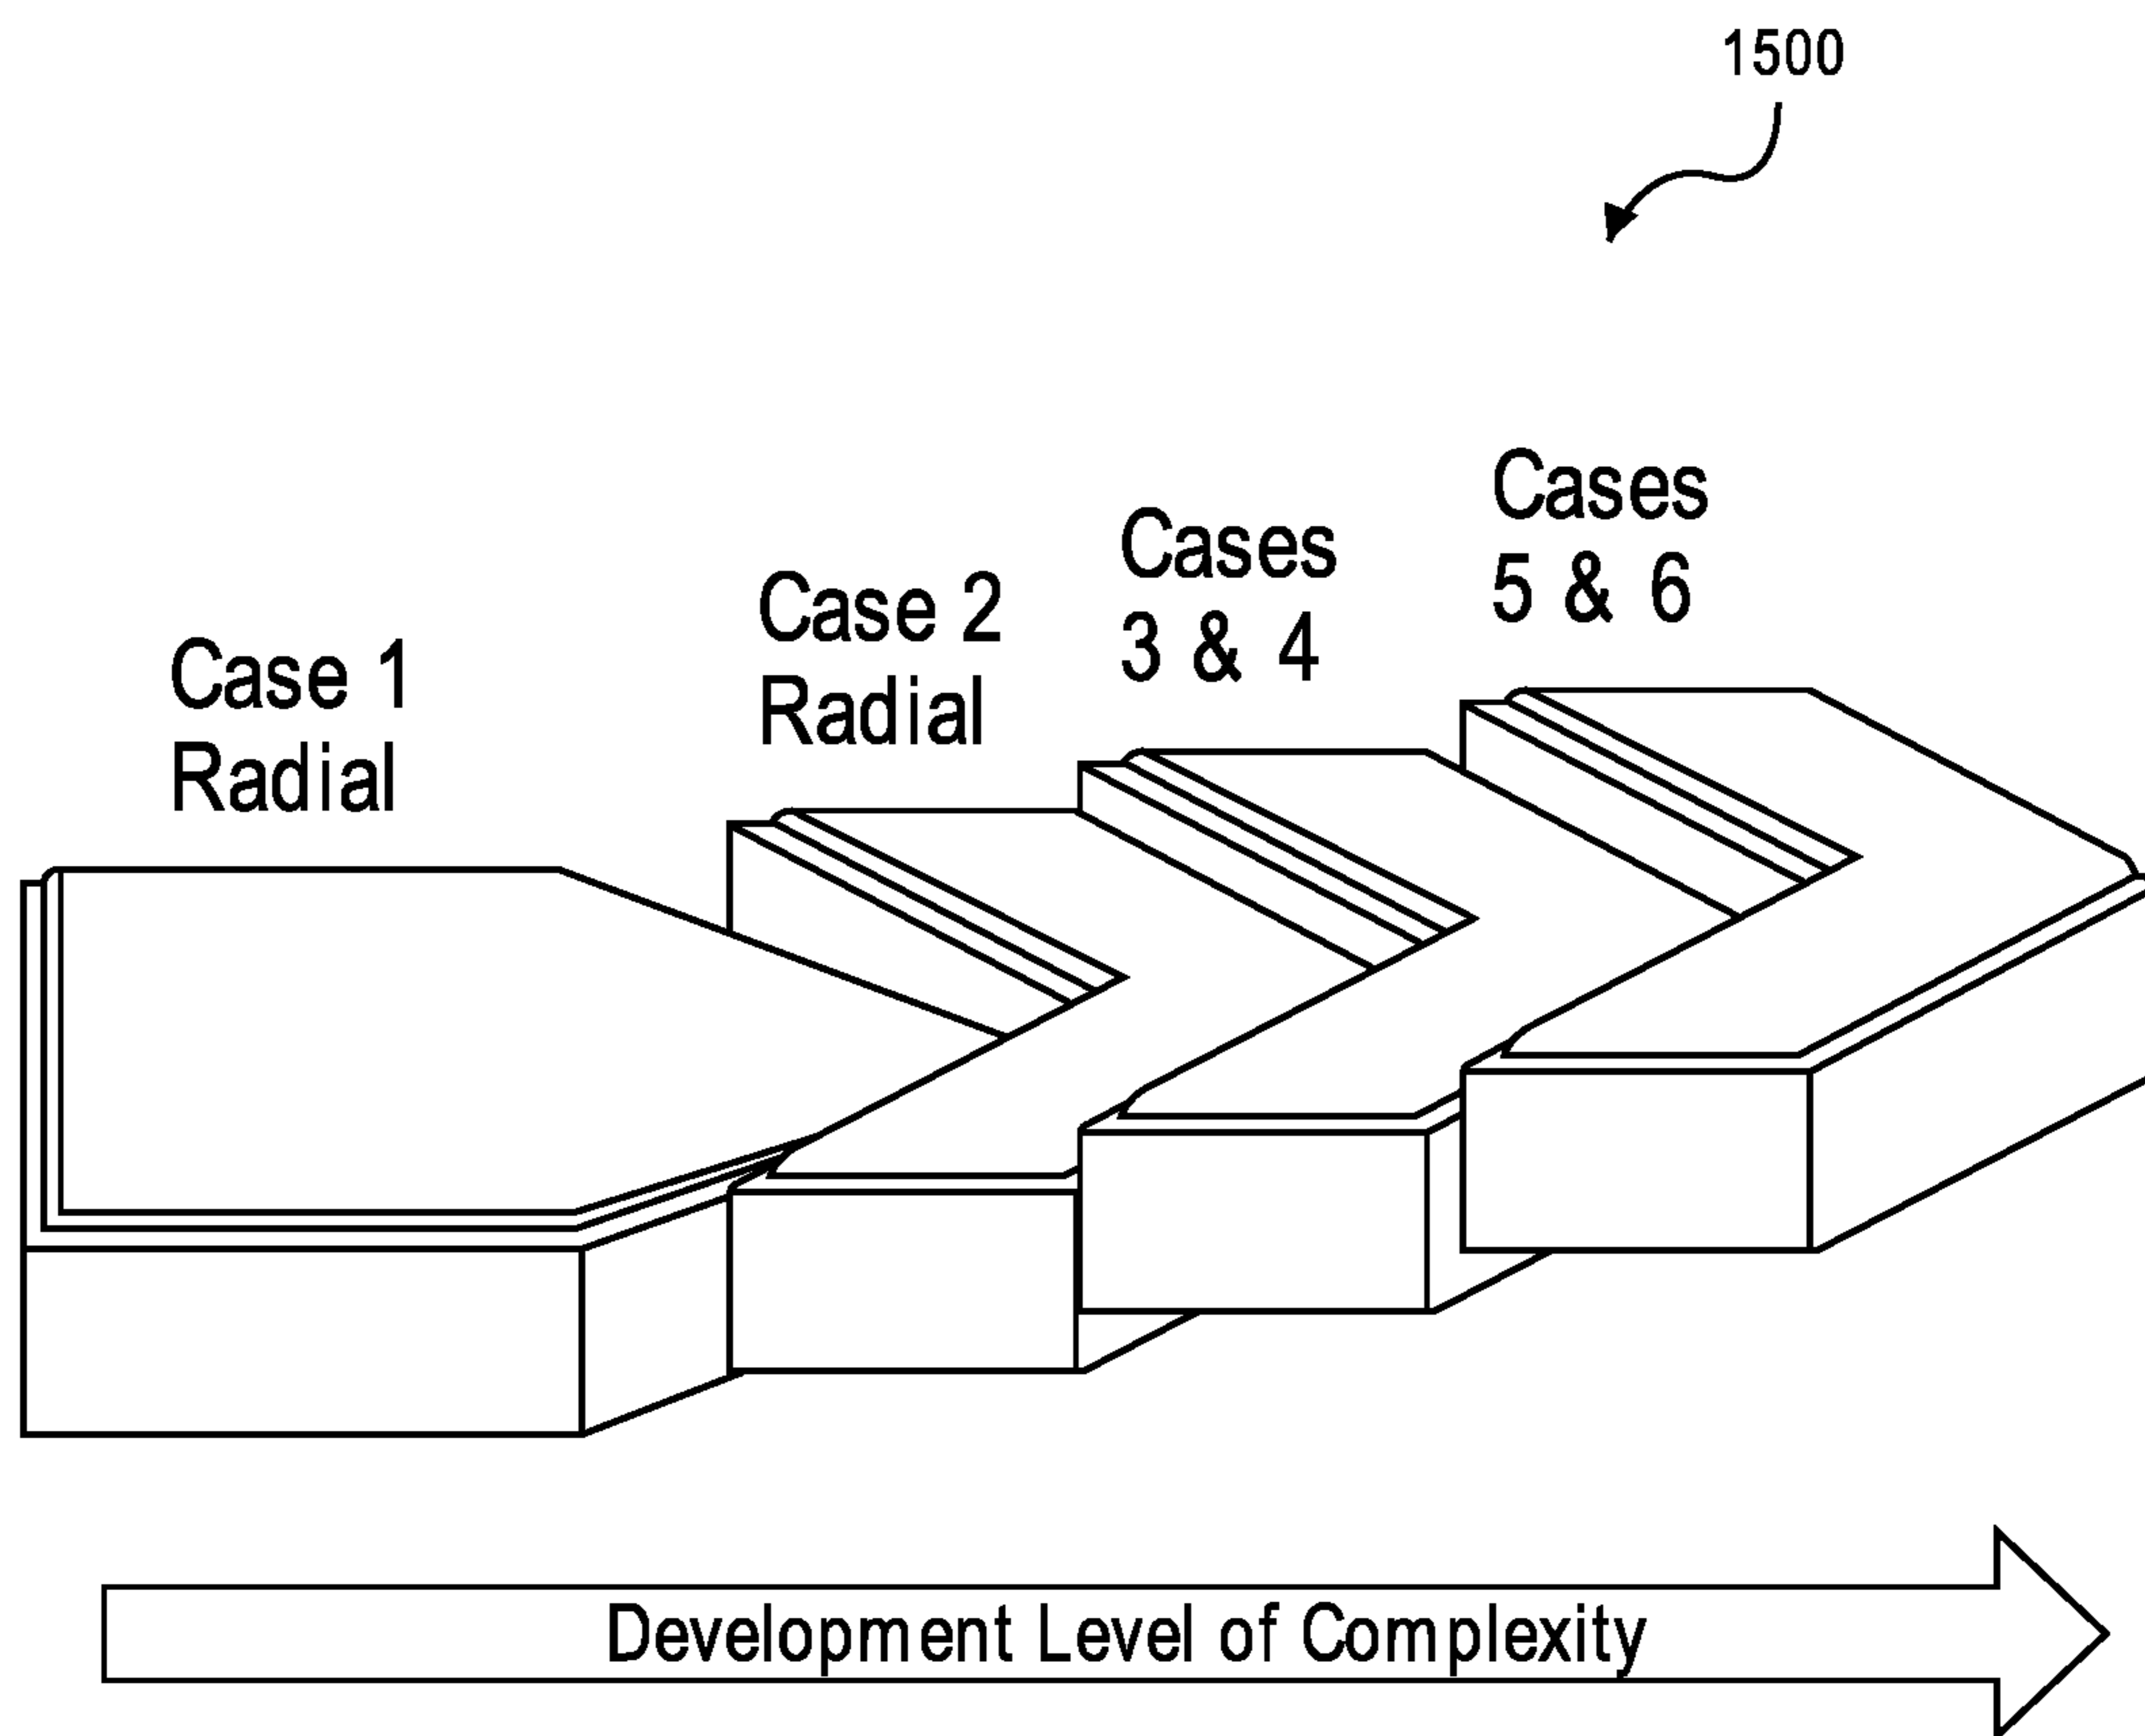 1500
Case 1
Radial
Case 2
Radial
Cases
3 & 4
Cases
5 & 6
Development Level of Complexity